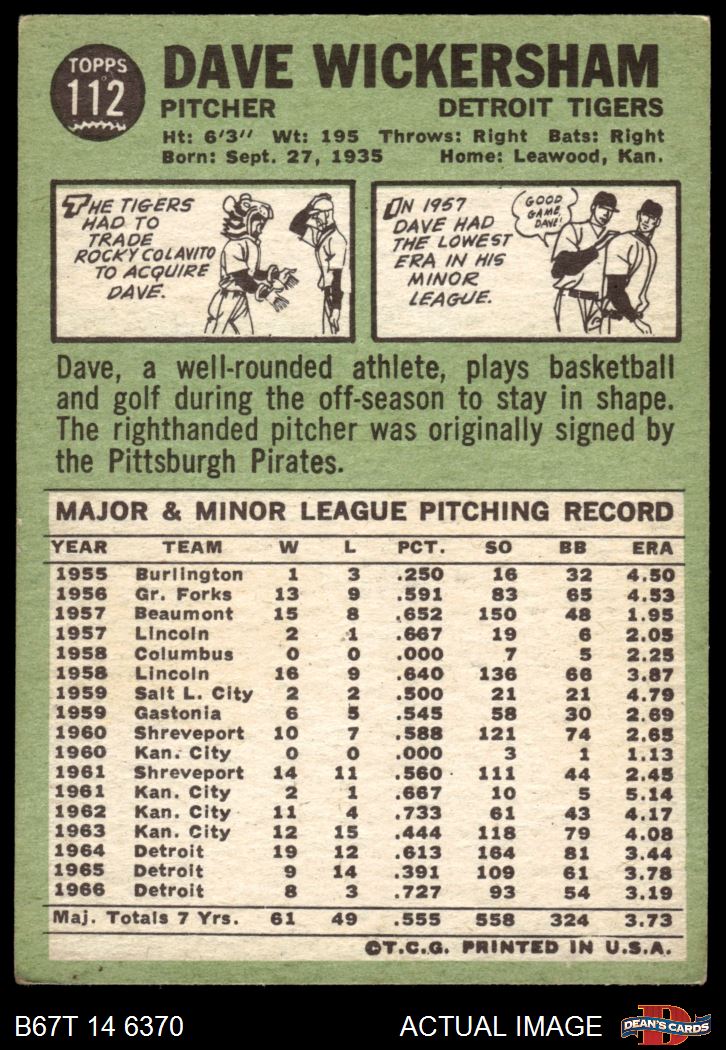 TOPPS
112
DAVE WICKERSHAM
PITCHER DETROIT TIGERS
Ht: 6'3" Wt: 195 Throws: Right Bats: Right
Born: Sept. 27, 1935 Home: Leawood, Kan.
THE TIGERS
HAD TO
TRADE
ROCKY COLAVITO
TO ACQUIRE
DAVE.
IN 1957
DAVE HAD
THE LOWEST
ERA IN HIS
MINOR
LEAGUE.
GOOD
GAME,
DAVE!
Dave, a well-rounded athlete, plays basketball
and golf during the off-season to stay in shape.
The righthanded pitcher was originally signed by
the Pittsburgh Pirates.
MAJOR & MINOR LEAGUE PITCHING RECORD
YEAR TEAM W L PCT. SO BB ERA
1955 Burlington 1 3 .250 16 32 4.50
1956 Gr. Forks 13 9 .591 83 65 4.53
1957 Beaumont 15 8 .652 150 48 1.95
1957 Lincoln 2 1 .667 19 6 2.05
1958 Columbus 0 0 .000 7 5 2.25
1958 Lincoln 16 9 .640 136 66 3.87
1959 Salt L. City 2 2 .500 21 21 4.79
1959 Gastonia 6 5 .545 58 30 2.69
1960 Shreveport 10 7 .588 121 74 2.65
1960 Kan. City 0 0 .000 3 1 1.13
1961 Shreveport 14 11 .560 111 44 2.45
1961 Kan. City 2 1 .667 10 5 5.14
1962 Kan. City 11 4 .733 61 43 4.17
1963 Kan. City 12 15 .444 118 79 4.08
1964 Detroit 19 12 .613 164 81 3.44
1965 Detroit 9 14 .391 109 61 3.78
1966 Detroit 8 3 .727 93 54 3.19
Maj. Totals 7 Yrs. 61 49 .555 558 324 3.73
©T.C.G. PRINTED IN U.S.A.
B67T 14 6370 ACTUAL IMAGE
D
DEAN'S CARDS